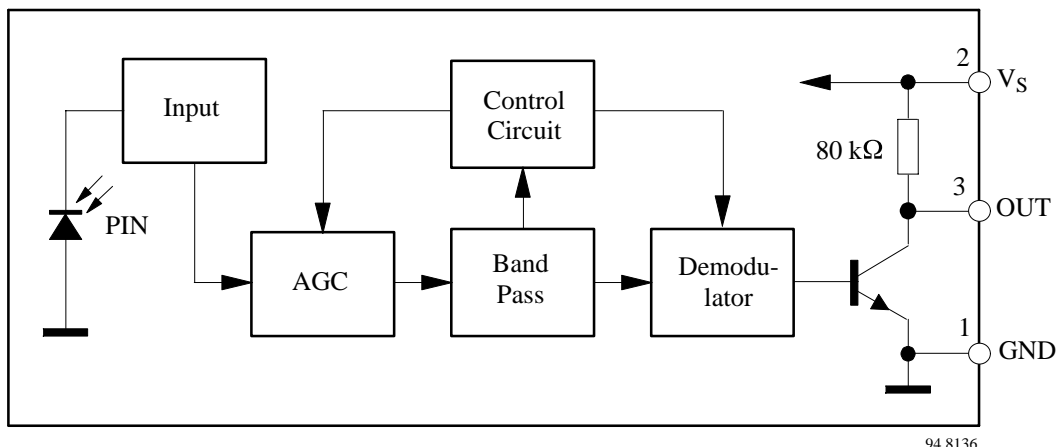 Input
PIN
AGC
Control
Circuit
Band
Pass
Demodu-
lator
80 kΩ
2
VS
3
OUT
1
GND
94 8136